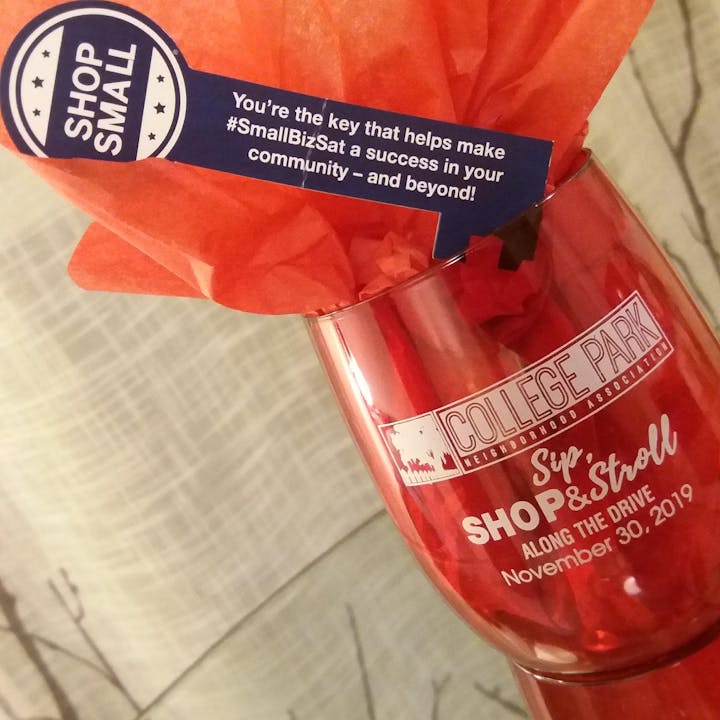 SHOP
SMALL
You're the key that helps make
#SmallBizSat a success in your
community – and beyond!
COLLEGE PARK
NEIGHBORHOOD ASSOCIATION
Sip,
SHOP & Stroll
ALONG THE DRIVE
November 30, 2019